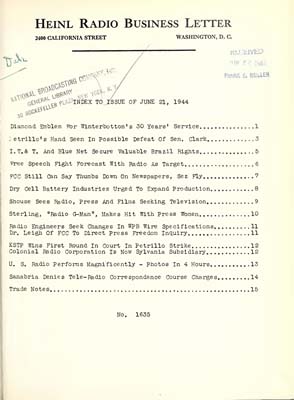 HEINL RADIO BUSINESS LETTER
2400 CALIFORNIA STREET WASHINGTON, D. C.
RECEIVED
FRANK E. MULLEN
NATIONAL BROADCASTING COMPANY, INC.
GENERAL LIBRARY
30 ROCKEFELLER PLAZA, NEW YORK, N. Y.
INDEX TO ISSUE OF JUNE 21, 1944
Diamond Emblem For Winterbottom's 30 Years' Service..............1
Petrillo's Hand Seen In Possible Defeat Of Sen. Clark............3
I.T.& T. And Blue Net Secure Valuable Brazil Rights..............5
Free Speech Fight Forecast With Radio As Target..................6
FCC Still Can Say Thumbs Down On Newspapers, Sez Fly.............7
Dry Cell Battery Industries Urged To Expand Production...........8
Shouse Sees Radio, Press And Films Seeking Television............9
Sterling, "Radio G-Man", Makes Hit With Press Women.............10
Radio Engineers Seek Changes In WPB Wire Specifications.........11
Dr. Leigh Of FCC To Direct Press Freedom Inquiry................11
KSTP Wins First Round In Court In Petrillo Strike...............12
Colonial Radio Corporation Is Now Sylvania Subsidiary...........12
U. S. Radio Performs Magnificently - Photos In 4 Hours..........13
Sanabria Denies Tele-Radio Correspondence Course Charges........14
Trade Notes.....................................................15
No. 1635